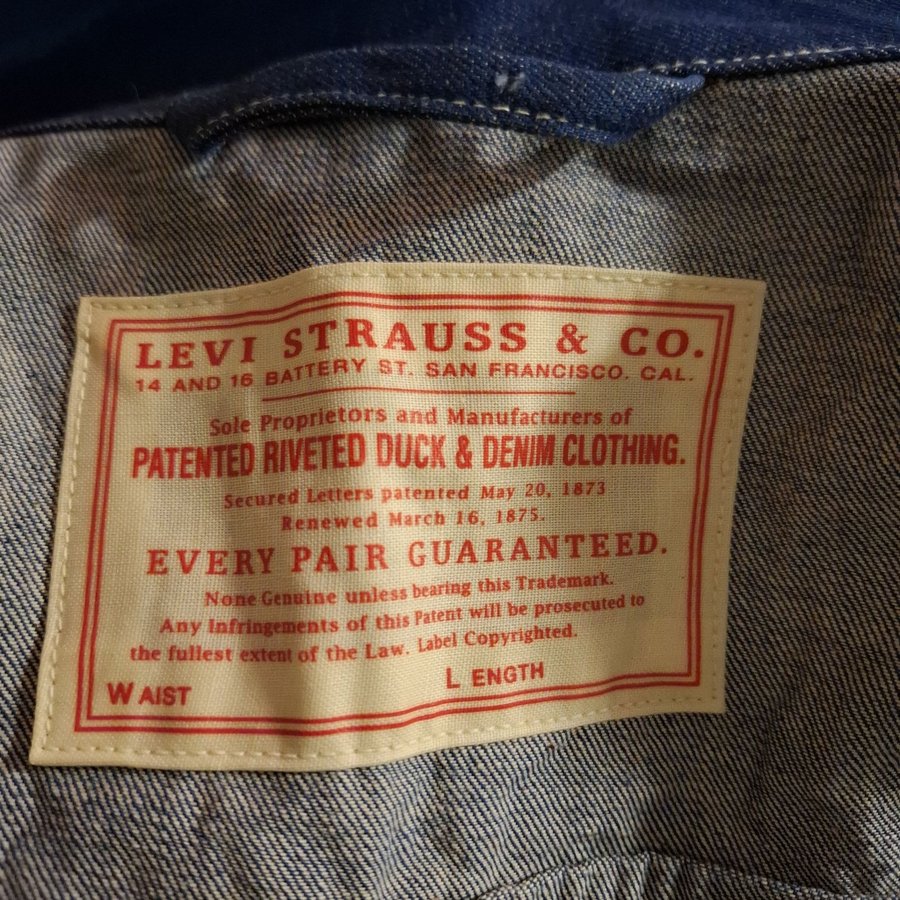 LEVI STRAUSS & CO.
14 AND 16 BATTERY ST. SAN FRANCISCO. CAL.
Sole Proprietors and Manufacturers of
PATENTED RIVETED DUCK & DENIM CLOTHING.
Secured Letters patented May 20, 1873
Renewed March 16, 1875.
EVERY PAIR GUARANTEED.
None Genuine unless bearing this Trademark.
Any Infringements of this Patent will be prosecuted to
the fullest extent of the Law. Label Copyrighted.
WAIST LENGTH